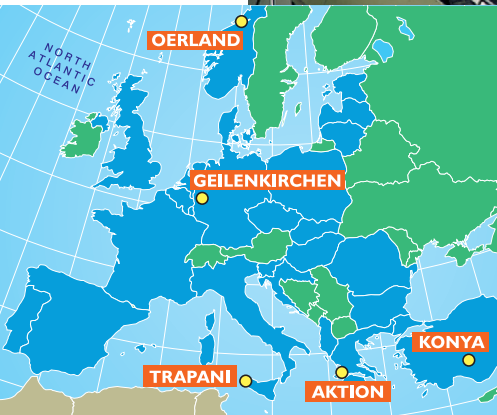 OERLAND
NORTH
ATLANTIC
OCEAN
GEILENKIRCHEN
KONYA
TRAPANI
AKTION